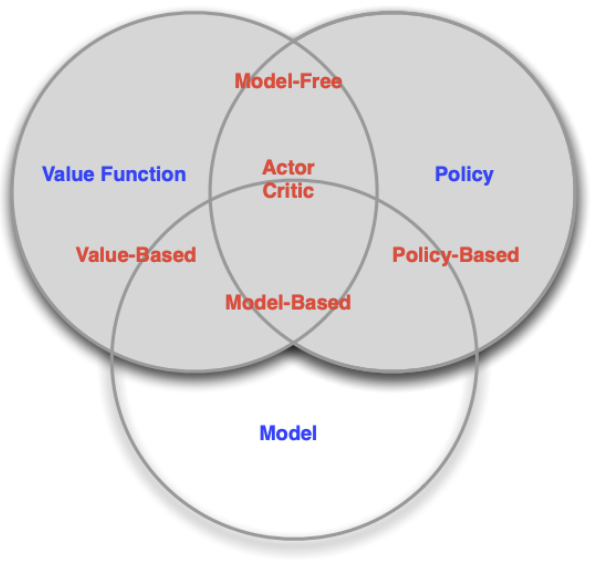 Model-Free
Actor
Critic
Value Function
Policy
Value-Based
Policy-Based
Model-Based
Model